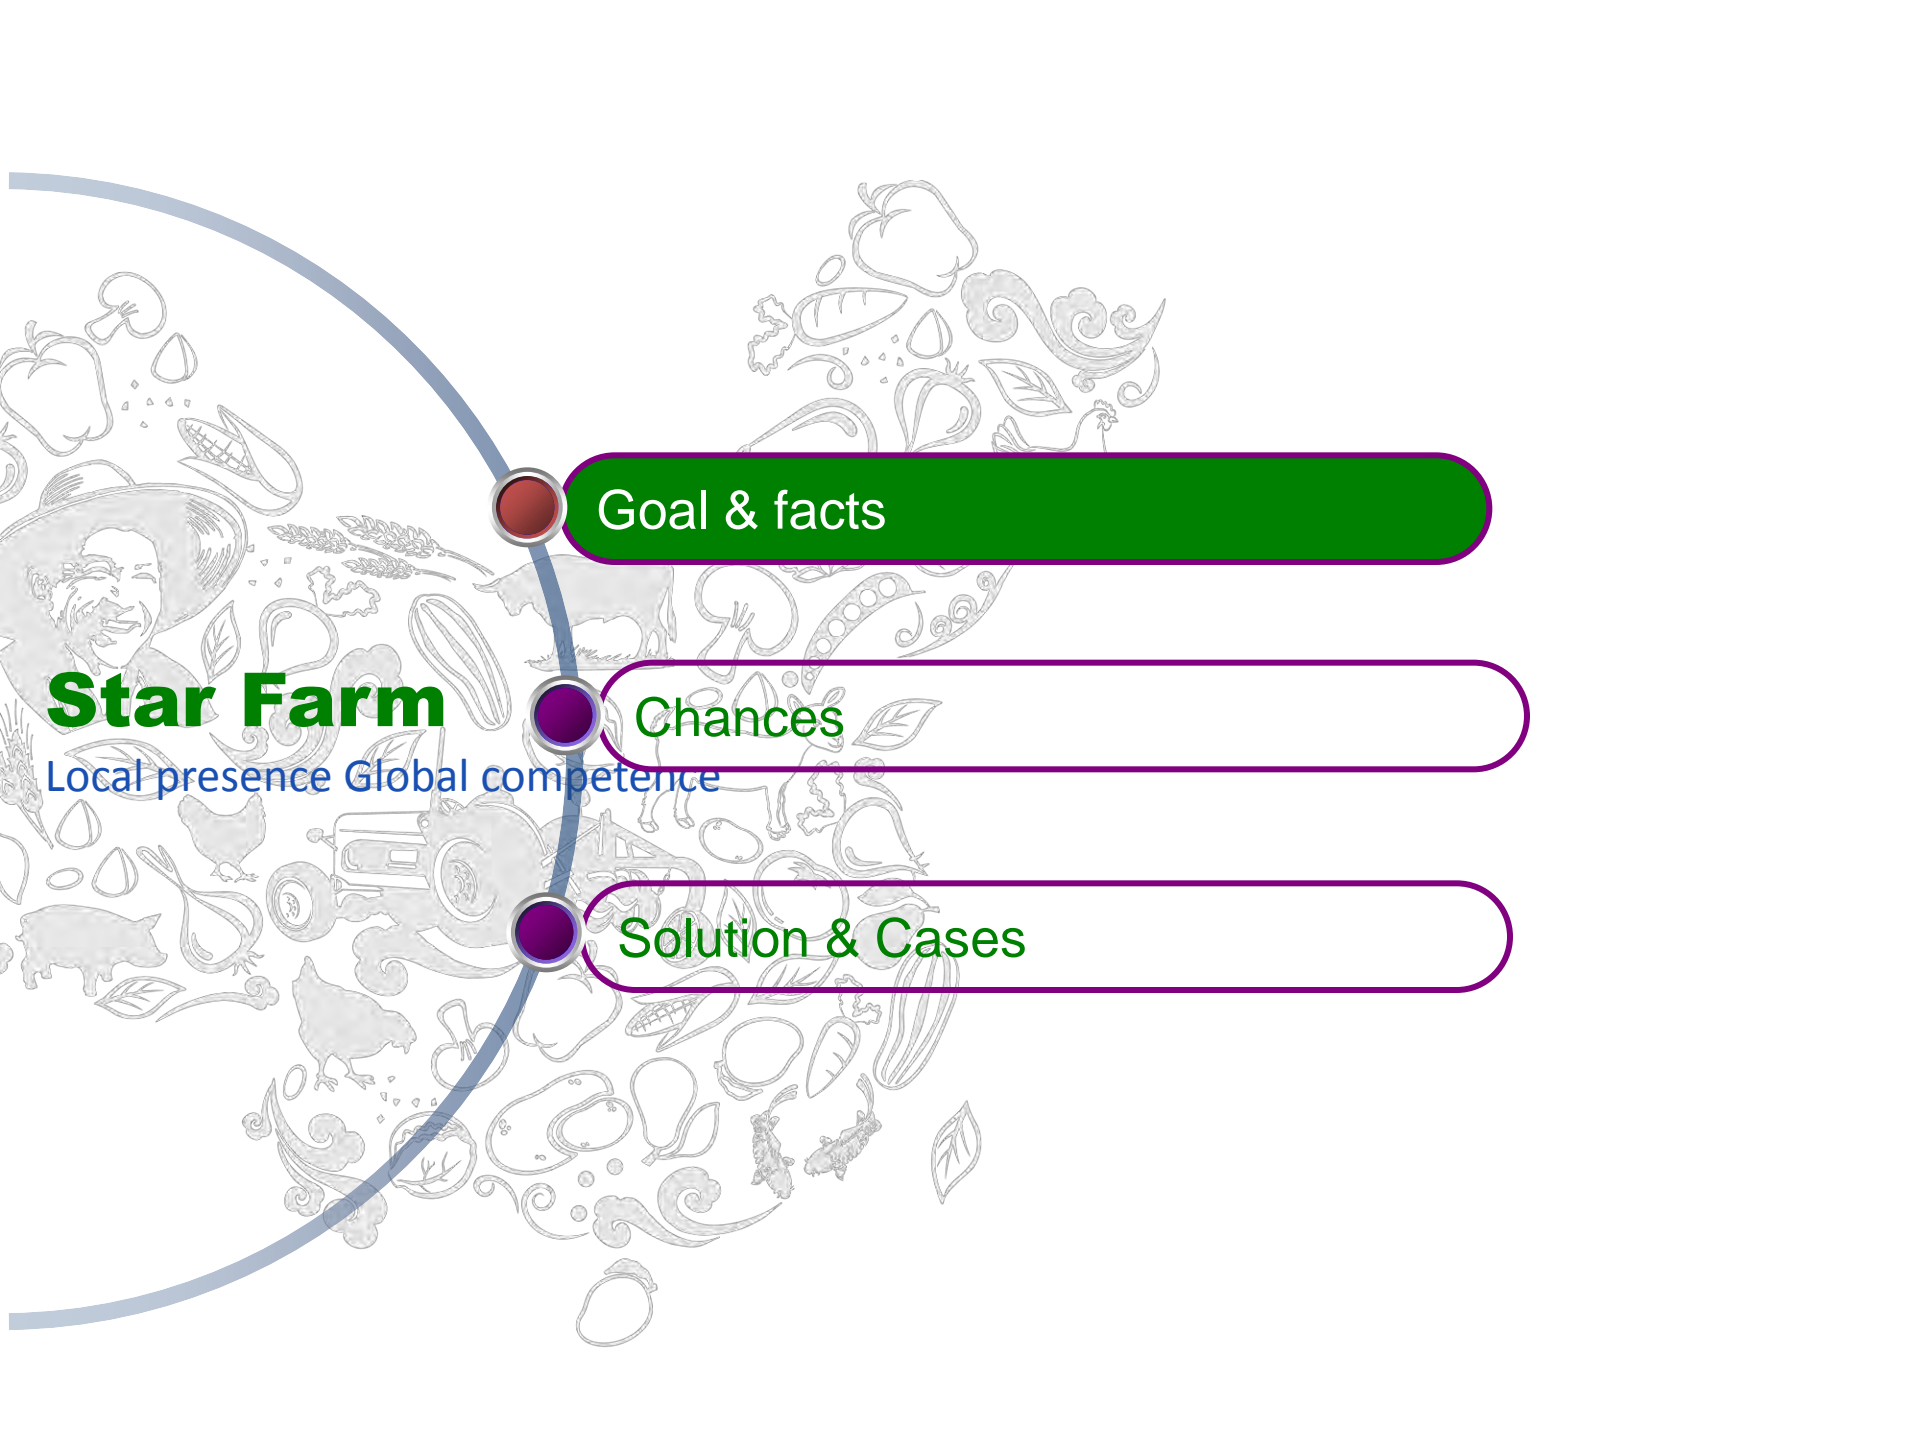 Star Farm
Local presence Global competence
Goal & facts
Chances
Solution & Cases